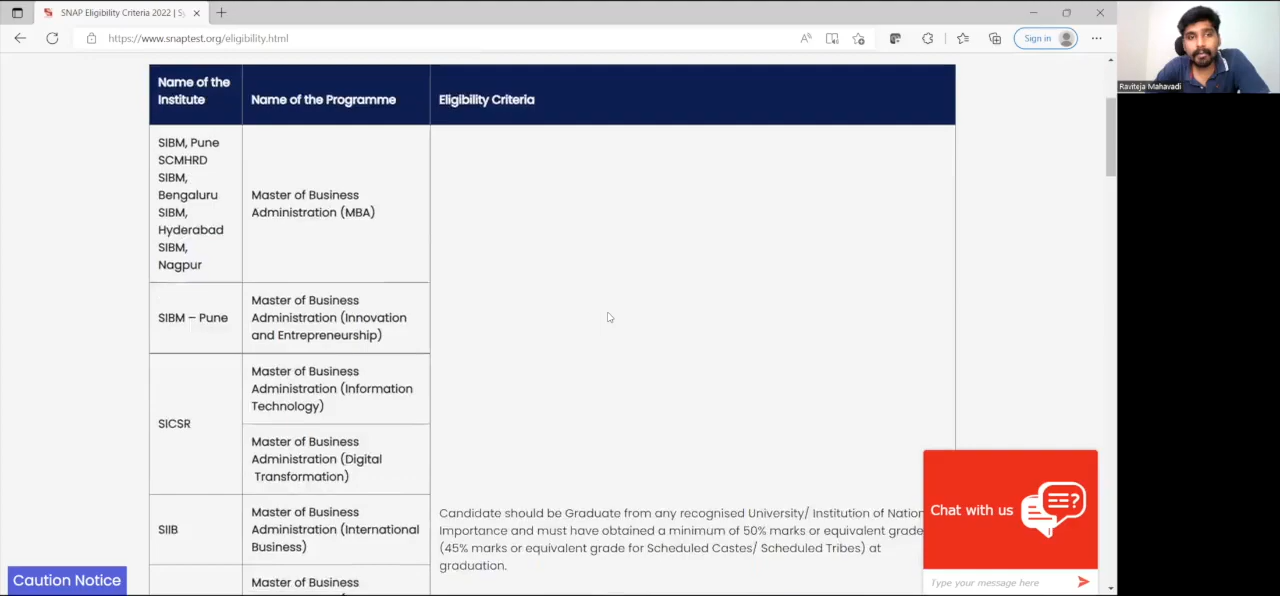 SNAP Eligibility Criteria 2022 | Sy
https://www.snaptest.org/eligibility.html
Sign in
Raviteja Mahavadi
Name of the
Institute
Name of the Programme
Eligibility Criteria
SIBM, Pune
SCMHRD
SIBM,
Bengaluru
SIBM,
Hyderabad
SIBM,
Nagpur
Master of Business
Administration (MBA)
SIBM – Pune
Master of Business
Administration (Innovation
and Entrepreneurship)
SICSR
Master of Business
Administration (Information
Technology)
Master of Business
Administration (Digital
Transformation)
SIIB
Master of Business
Administration (International
Business)
Candidate should be Graduate from any recognised University/ Institution of Nation
Importance and must have obtained a minimum of 50% marks or equivalent grade
(45% marks or equivalent grade for Scheduled Castes/ Scheduled Tribes) at
graduation.
Master of Business
Chat with us
Type your message here
Caution Notice